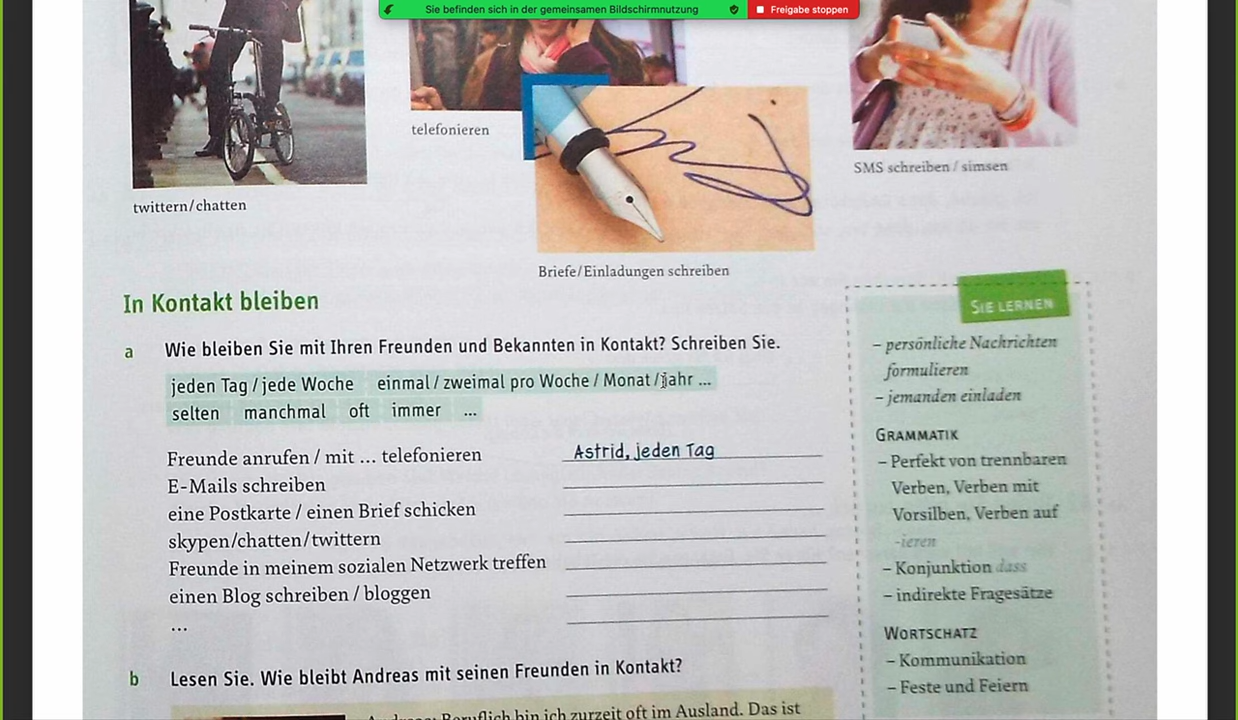 Sie befinden sich in der gemeinsamen Bildschirmnutzung
Freigabe stoppen
telefonieren
SMS schreiben / simsen
twittern/chatten
Briefe/Einladungen schreiben
In Kontakt bleiben
a Wie bleiben Sie mit Ihren Freunden und Bekannten in Kontakt? Schreiben Sie.
jeden Tag / jede Woche einmal / zweimal pro Woche / Monat / Jahr ...
selten manchmal oft immer ...
Freunde anrufen / mit ... telefonieren Astrid, jeden Tag
E-Mails schreiben
eine Postkarte / einen Brief schicken
skypen/chatten/twittern
Freunde in meinem sozialen Netzwerk treffen
einen Blog schreiben / bloggen
...
b Lesen Sie. Wie bleibt Andreas mit seinen Freunden in Kontakt?
Andreas: Beruflich bin ich zurzeit oft im Ausland. Das ist
SIE LERNEN
– persönliche Nachrichten
formulieren
– jemanden einladen
GRAMMATIK
– Perfekt von trennbaren
Verben, Verben mit
Vorsilben, Verben auf
-ieren
– Konjunktion dass
– indirekte Fragesätze
WORTSCHATZ
– Kommunikation
– Feste und Feiern